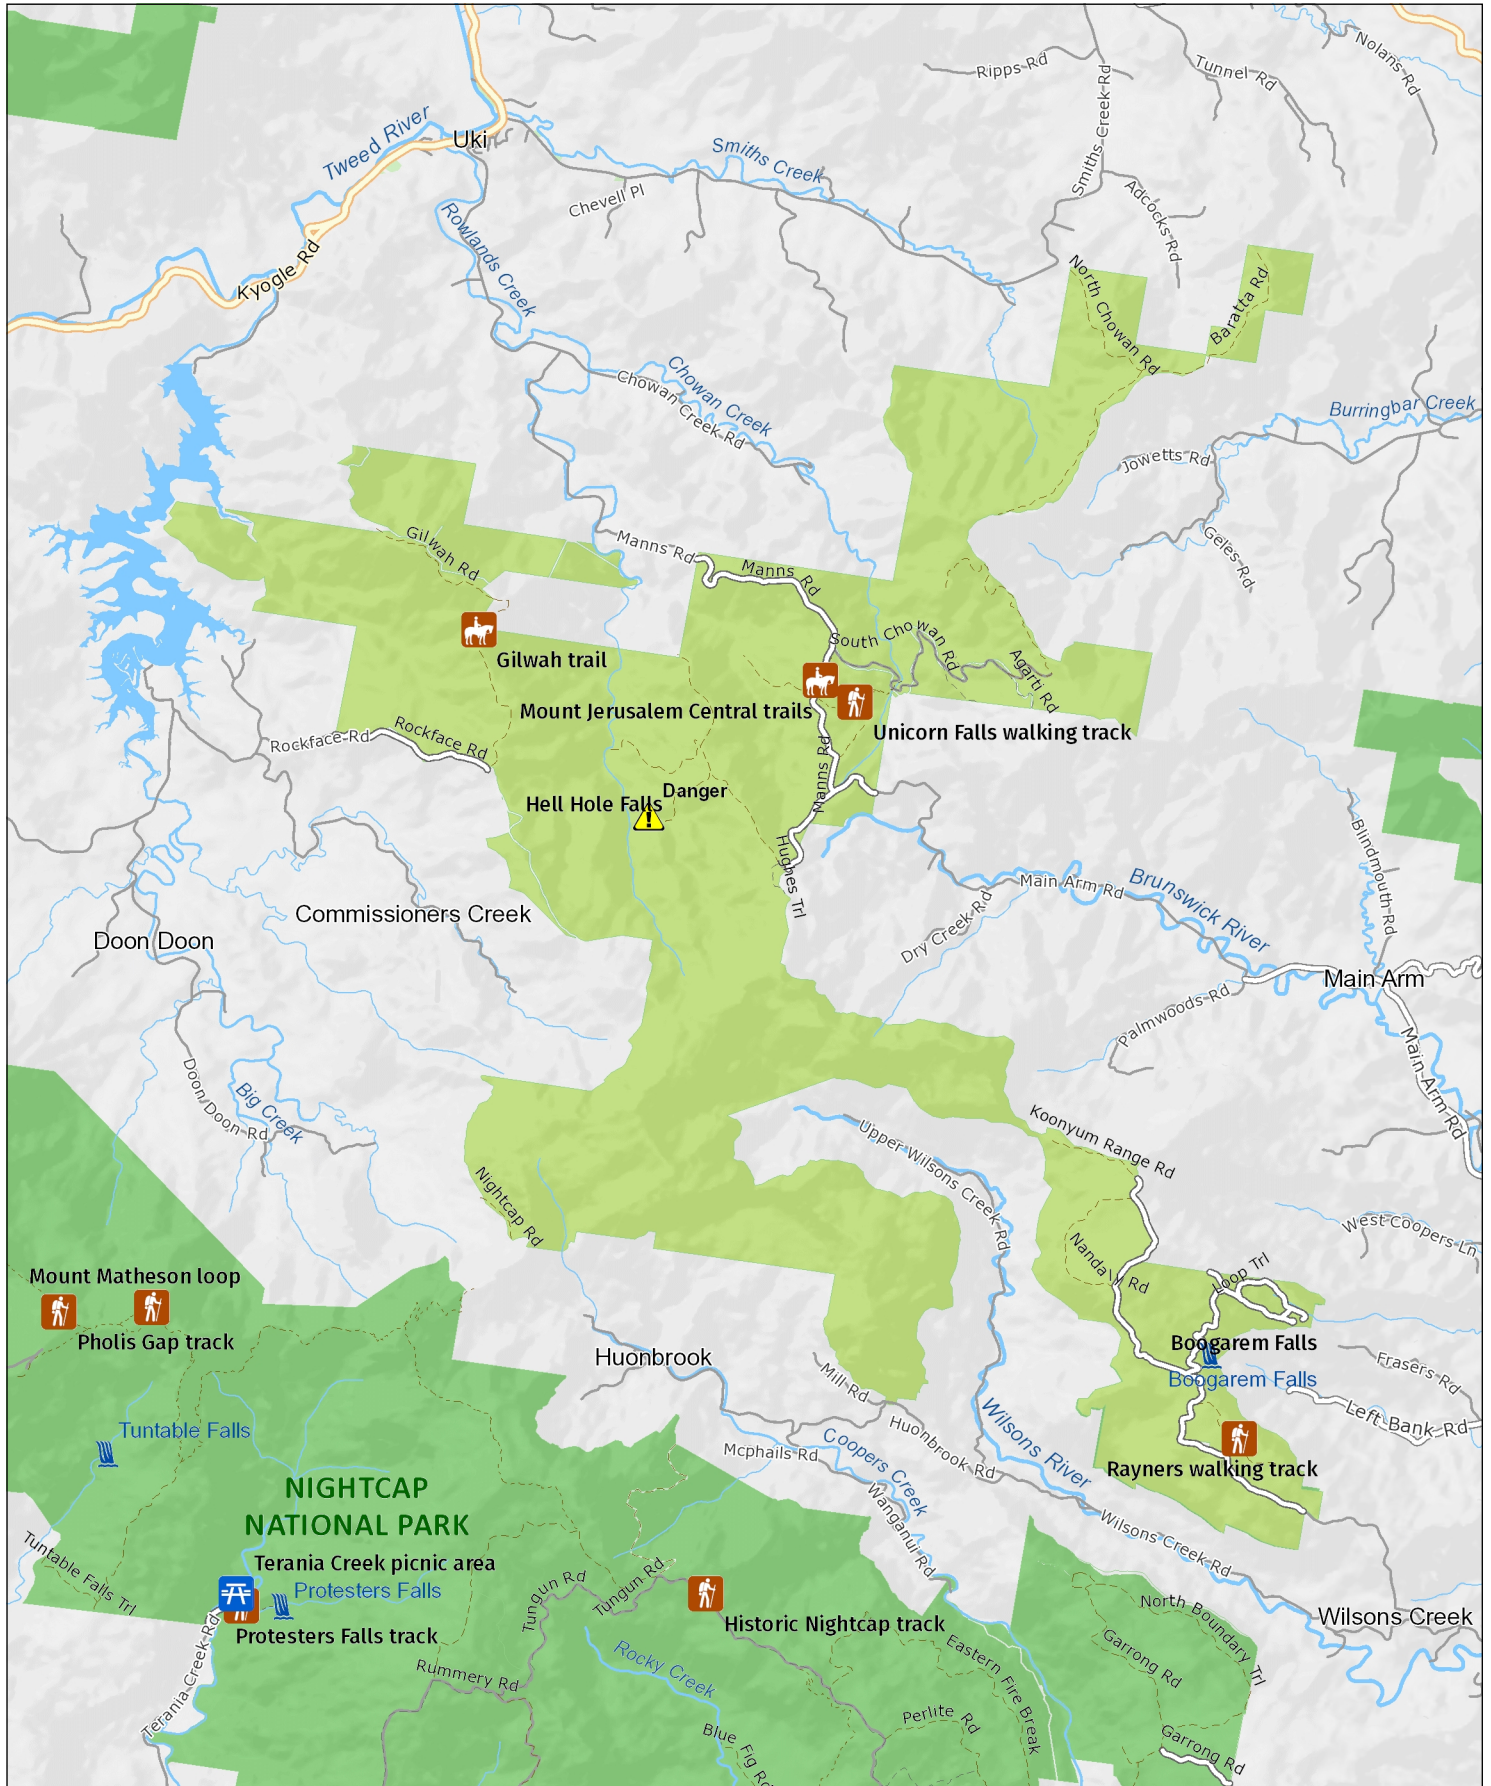 Nolans Rd
Ripps Rd
Tunnel Rd
Smiths Creek Rd
Tweed River
Uki
Smiths Creek
Chevell Pl
Adcocks Rd
Rowlands Creek
Kyogle Rd
North Chowan Rd
Baratta Rd
Chowan Creek
Chowan Creek Rd
Burringbar Creek
Jowetts Rd
Geles Rd
Gilwah Rd
Manns Rd
Manns Rd
South Chowan Rd
Agarti Rd
Gilwah trail
Mount Jerusalem Central trails
Unicorn Falls walking track
Rockface Rd
Rockface Rd
Manns Rd
Danger
Hell Hole Falls
Hughes Trl
Blindmouth Rd
Main Arm Rd
Brunswick River
Dry Creek Rd
Commissioners Creek
Doon Doon
Main Arm
Palmwoods Rd
Main Arm Rd
Doon Doon Rd
Big Creek
Koonyum Range Rd
Upper Wilsons Creek Rd
Nightcap Rd
West Coopers Ln
Nanda
y Rd
Loop Trl
Mount Matheson loop
Pholis Gap track
Boogarem Falls
Boogarem Falls
Huonbrook
Mill Rd
Frasers Rd
Left Bank Rd
Tuntable Falls
Huonbrook Rd
Wilsons River
Mcphails Rd
Coopers Creek
Rayners walking track
NIGHTCAP
NATIONAL PARK
Wanganui Rd
Wilsons Creek Rd
Tuntable Falls Trl
Terania Creek picnic area
Protesters Falls
Tungun Rd
Tungun Rd
Protesters Falls track
Historic Nightcap track
North Boundary Trl
Wilsons Creek
Garrong Rd
Eastern Fire Break
Rocky Creek
Rummery Rd
Terania Creek Rd
Perlite Rd
Blue Fig Rd
Garrong Rd